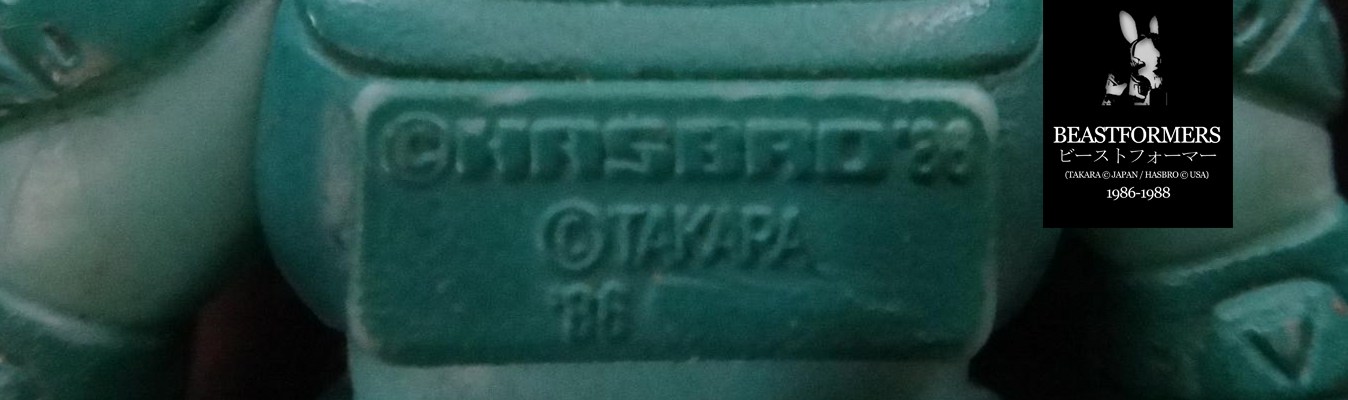 ©HASBRO '86
©TAKARA
'86
BEASTFORMERS
ビーストフォーマー
(TAKARA © JAPAN / HASBRO © USA)
1986-1988